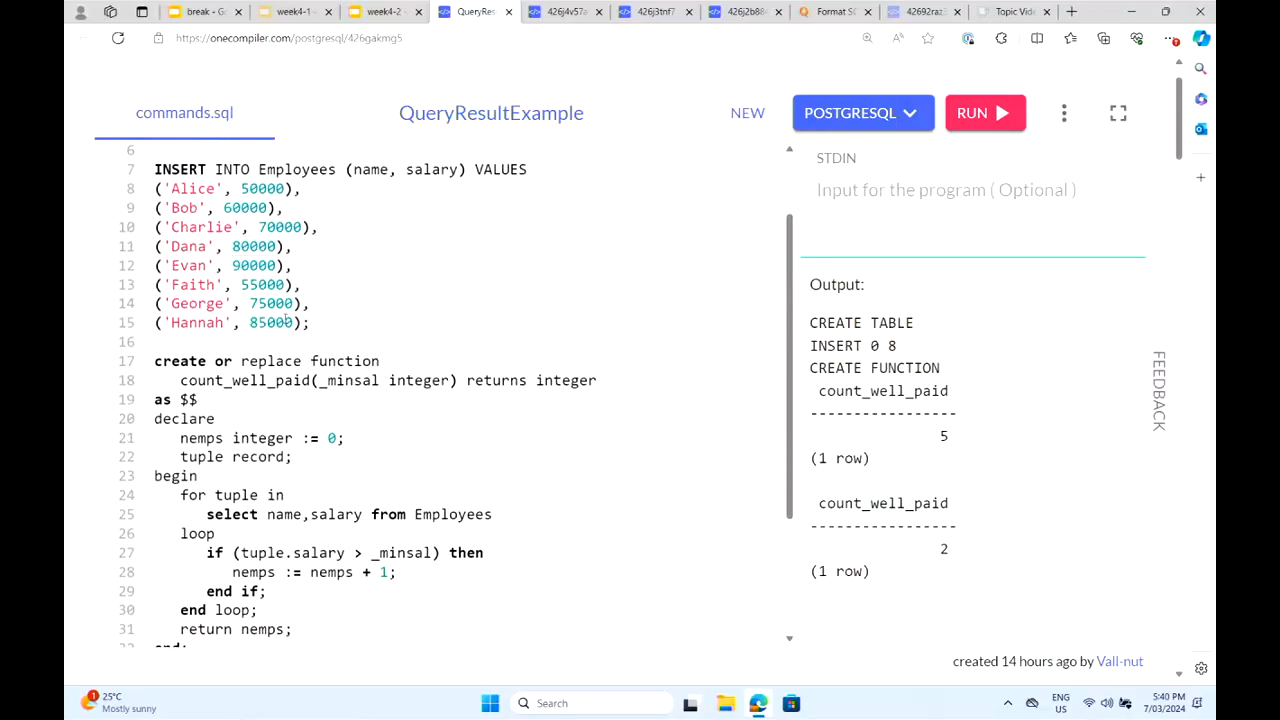 break - Ge
week4-1 -
week4-2 -
QueryRes
426j4v57a
426j3tnf7
426j2b88
Format SQ
42692raz3
Topic Vide
https://onecompiler.com/postgresql/426gakmg5
commands.sql
QueryResultExample
NEW
POSTGRESQL
RUN
6
7 INSERT INTO Employees (name, salary) VALUES
8 ('Alice', 50000),
9 ('Bob', 60000),
10 ('Charlie', 70000),
11 ('Dana', 80000),
12 ('Evan', 90000),
13 ('Faith', 55000),
14 ('George', 75000),
15 ('Hannah', 85000);
16
17 create or replace function
18 count_well_paid(_minsal integer) returns integer
19 as $$
20 declare
21 nemps integer := 0;
22 tuple record;
23 begin
24 for tuple in
25 select name,salary from Employees
26 loop
27 if (tuple.salary > _minsal) then
28 nemps := nemps + 1;
29 end if;
30 end loop;
31 return nemps;
32 end;
STDIN
Input for the program ( Optional )
Output:
CREATE TABLE
INSERT 0 8
CREATE FUNCTION
count_well_paid
-----------------
5
(1 row)
count_well_paid
-----------------
2
(1 row)
FEEDBACK
created 14 hours ago by Vall-nut
1
25°C
Mostly sunny
Search
ENG
US
5:40 PM
7/03/2024